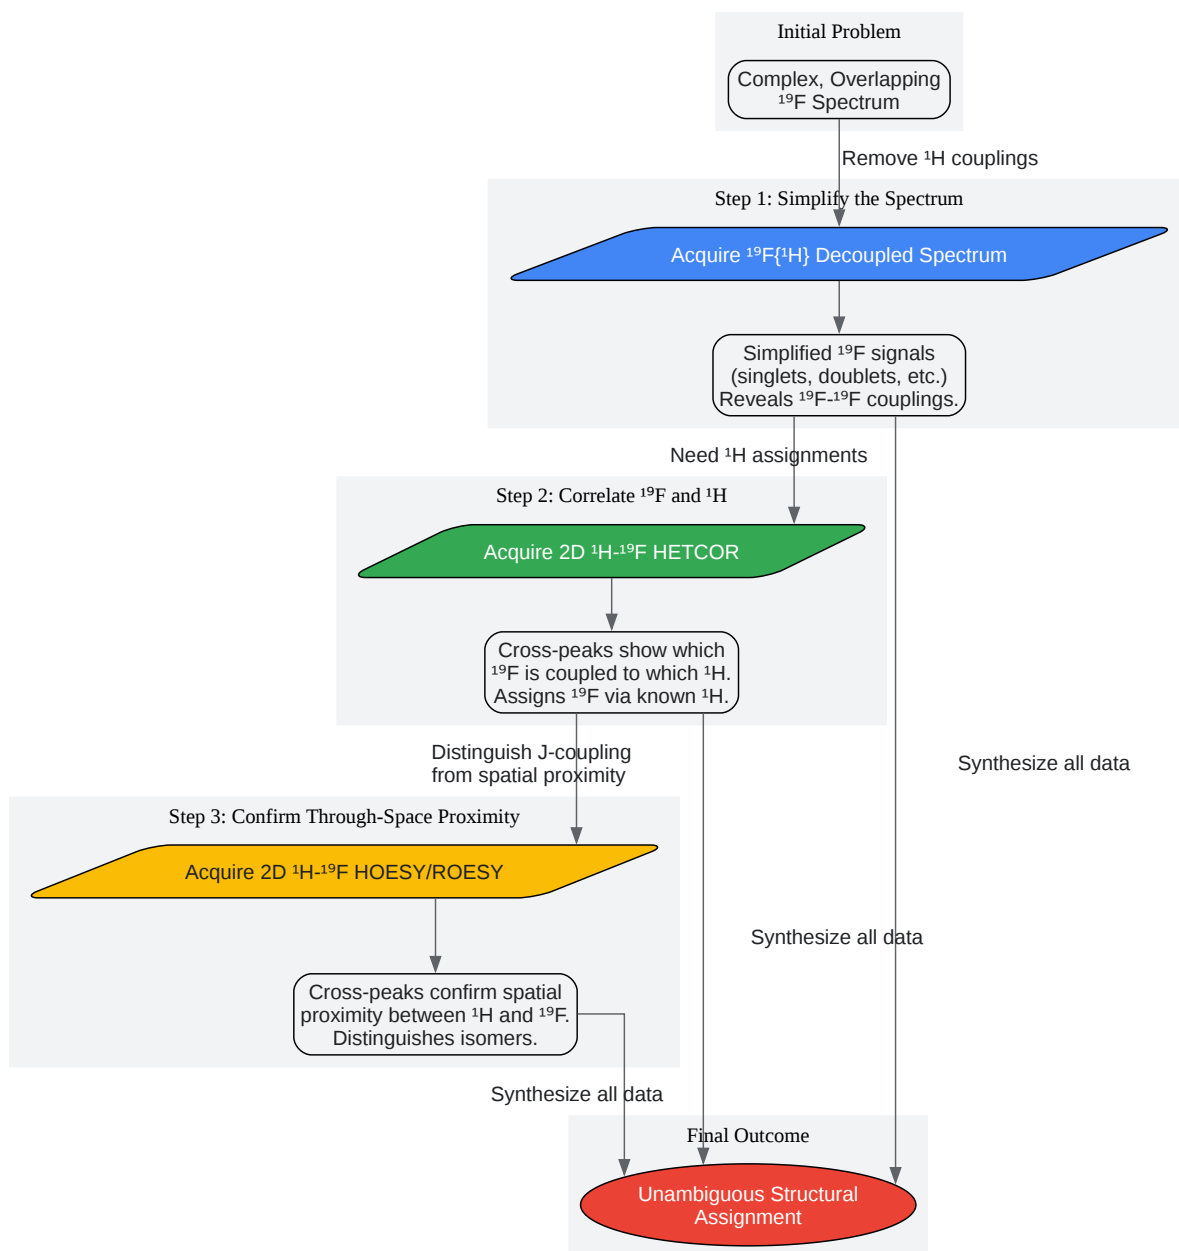 Initial Problem
Complex, Overlapping
¹⁹F Spectrum
Remove ¹H couplings
Step 1: Simplify the Spectrum
Acquire ¹⁹F{¹H} Decoupled Spectrum
Simplified ¹⁹F signals
(singlets, doublets, etc.)
Reveals ¹⁹F-¹⁹F couplings.
Need ¹H assignments
Step 2: Correlate ¹⁹F and ¹H
Acquire 2D ¹H-¹⁹F HETCOR
Cross-peaks show which
¹⁹F is coupled to which ¹H.
Assigns ¹⁹F via known ¹H.
Distinguish J-coupling
from spatial proximity
Synthesize all data
Step 3: Confirm Through-Space Proximity
Acquire 2D ¹H-¹⁹F HOESY/ROESY
Synthesize all data
Cross-peaks confirm spatial
proximity between ¹H and ¹⁹F.
Distinguishes isomers.
Synthesize all data
Final Outcome
Unambiguous Structural
Assignment